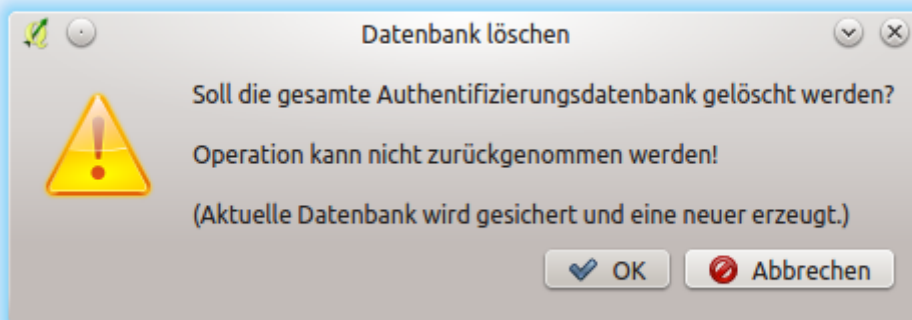 Datenbank löschen
Soll die gesamte Authentifizierungsdatenbank gelöscht werden?
Operation kann nicht zurückgenommen werden!
(Aktuelle Datenbank wird gesichert und eine neuer erzeugt.)
OK Abbrechen